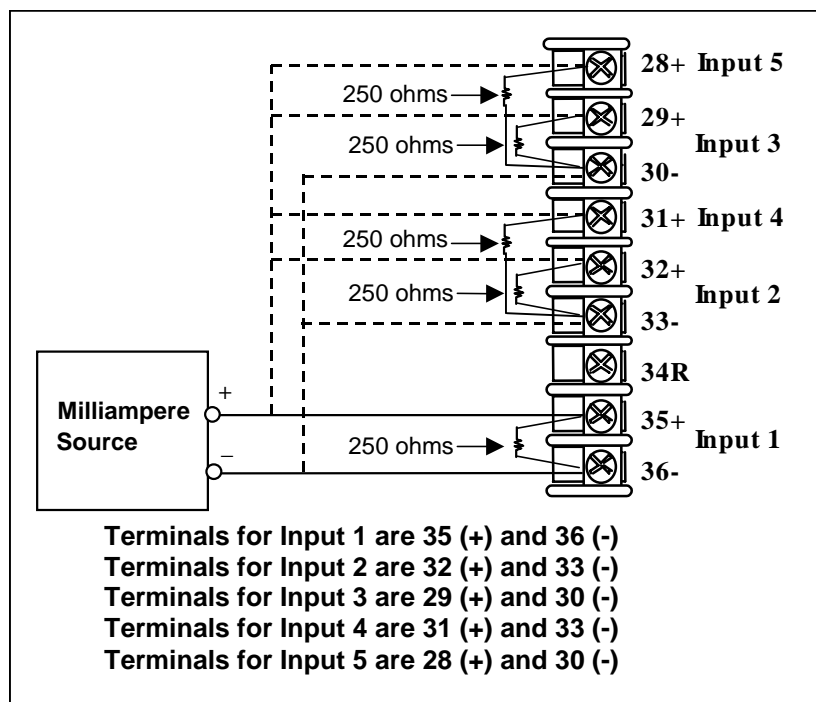 28+ Input 5
250 ohms
29+
250 ohms
Input 3
30-
31+ Input 4
250 ohms
32+
250 ohms
Input 2
33-
34R
+
Milliampere
Source
35+
250 ohms
Input 1
−
36-
Terminals for Input 1 are 35 (+) and 36 (-)
Terminals for Input 2 are 32 (+) and 33 (-)
Terminals for Input 3 are 29 (+) and 30 (-)
Terminals for Input 4 are 31 (+) and 33 (-)
Terminals for Input 5 are 28 (+) and 30 (-)